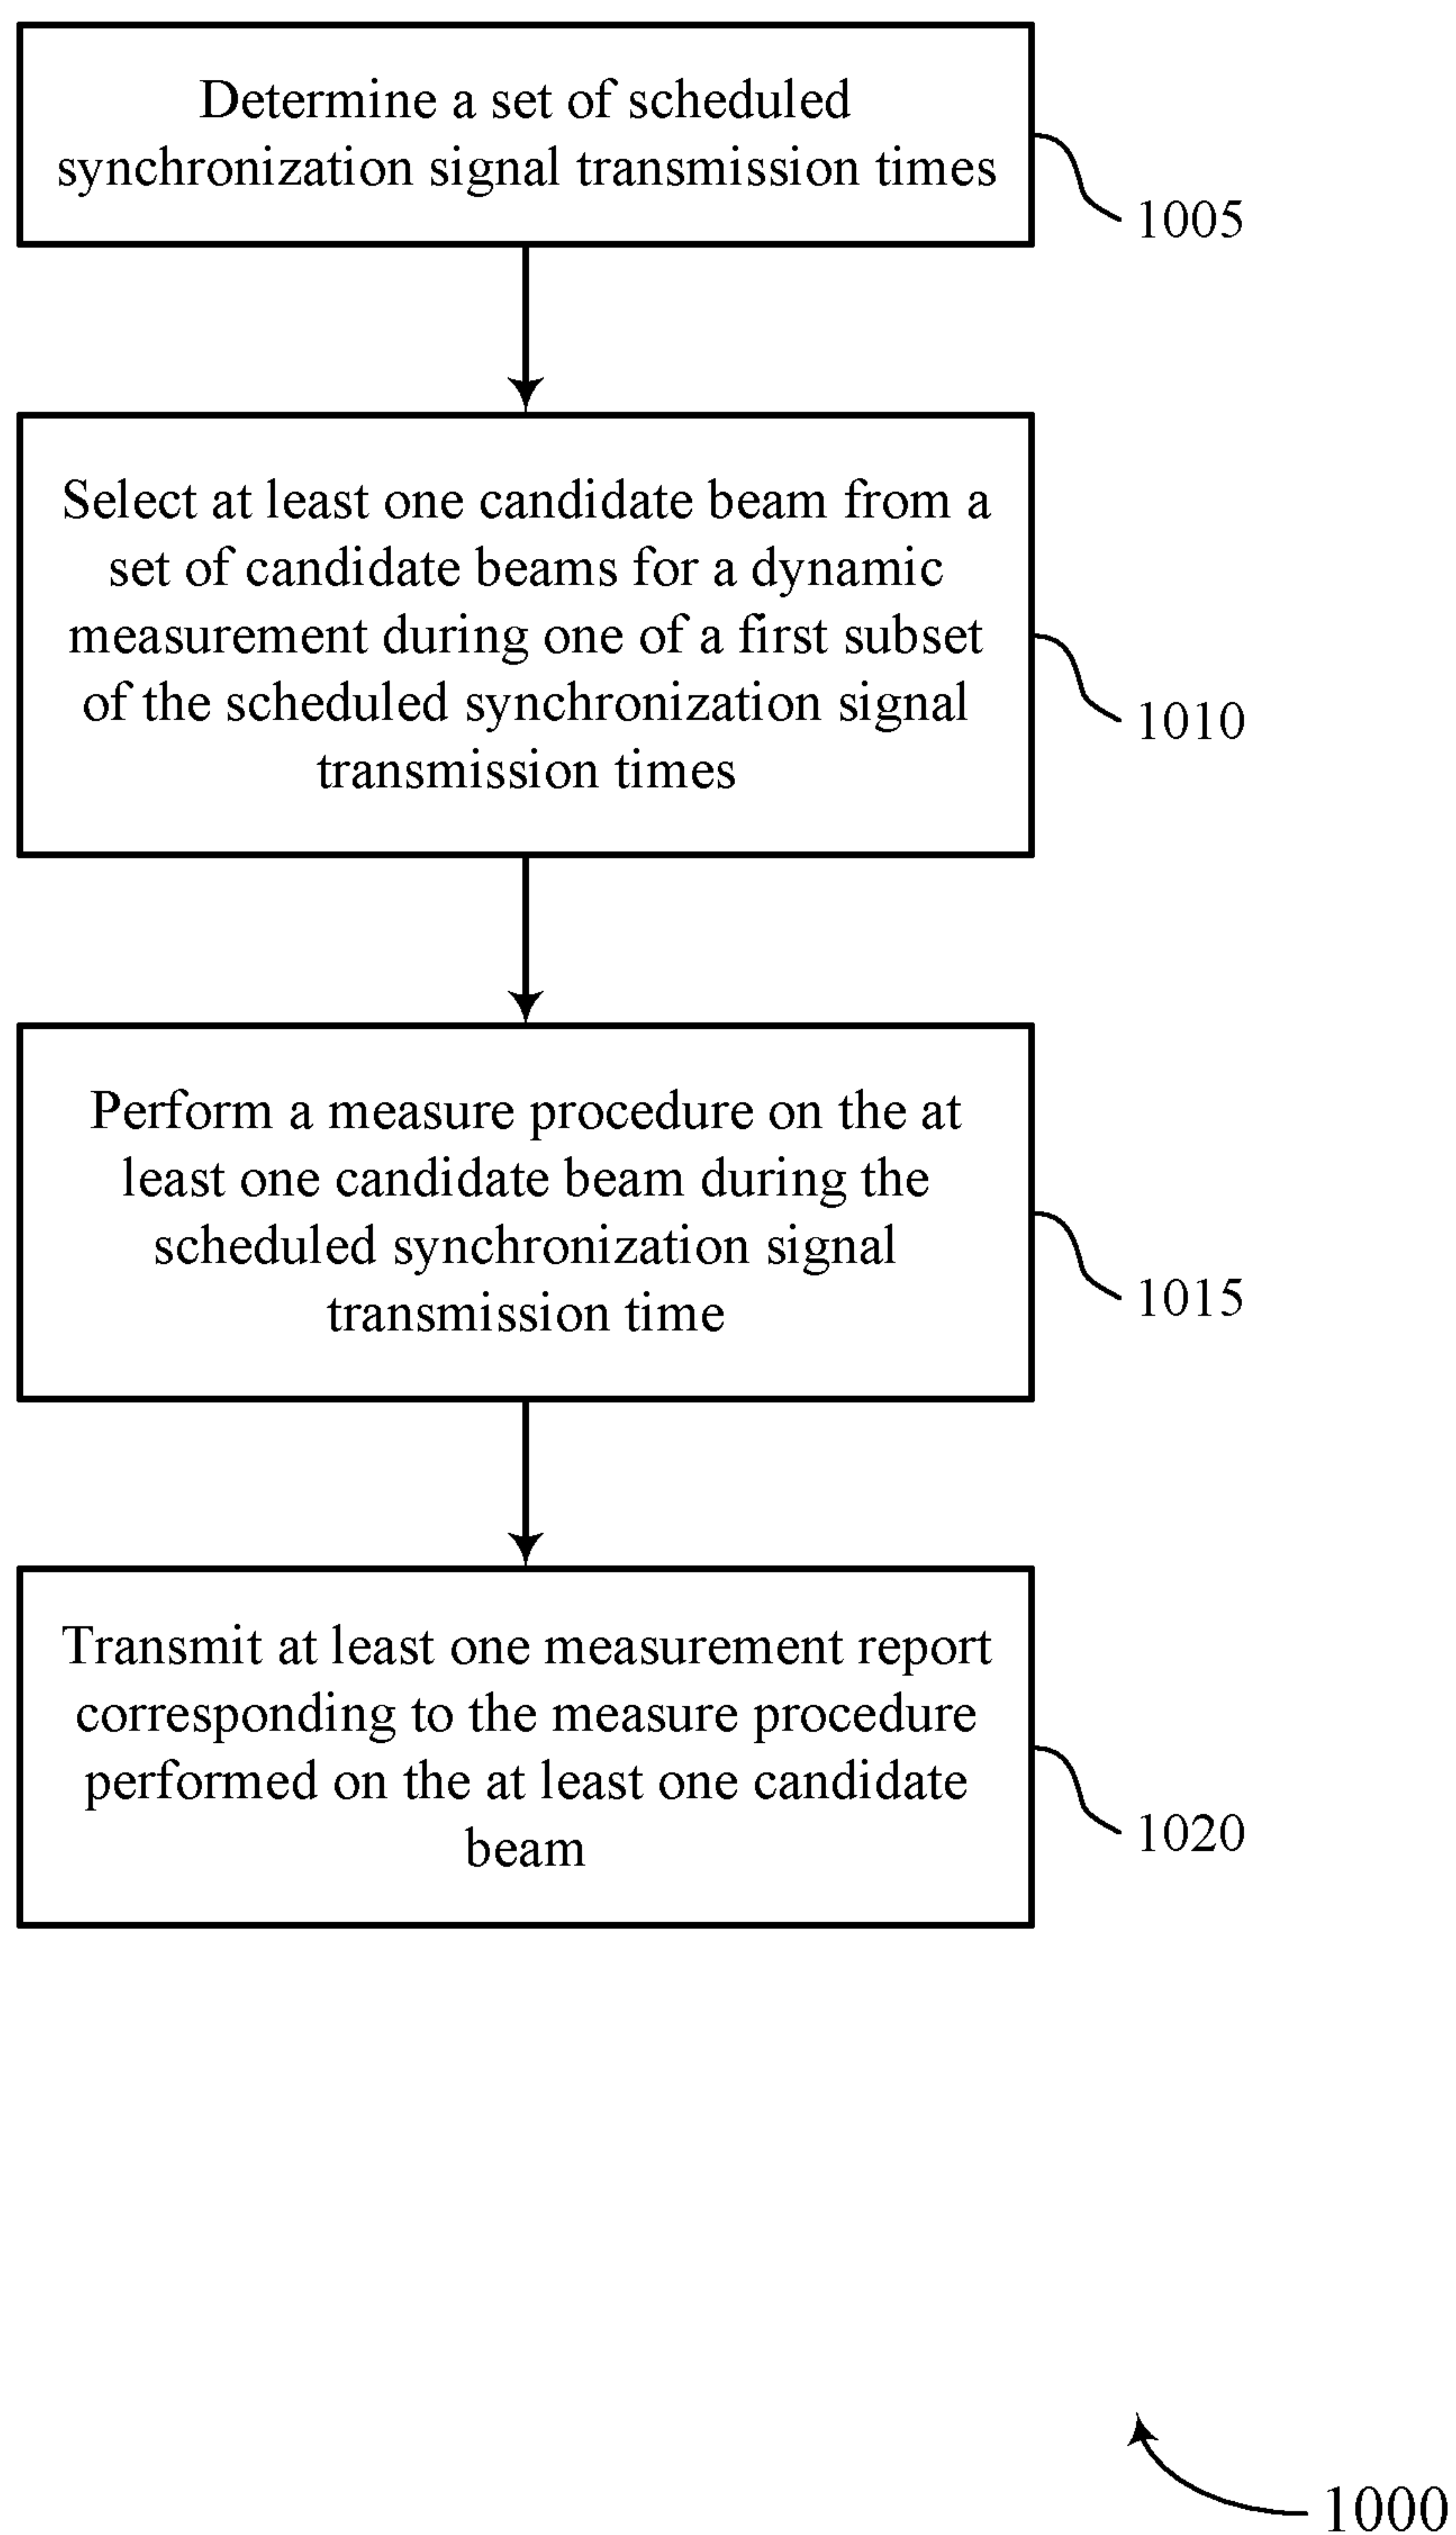 Determine a set of scheduled
synchronization signal transmission times
1005
Select at least one candidate beam from a
set of candidate beams for a dynamic
measurement during one of a first subset
of the scheduled synchronization signal
transmission times
1010
Perform a measure procedure on the at
least one candidate beam during the
scheduled synchronization signal
transmission time
1015
Transmit at least one measurement report
corresponding to the measure procedure
performed on the at least one candidate
beam
1020
1000